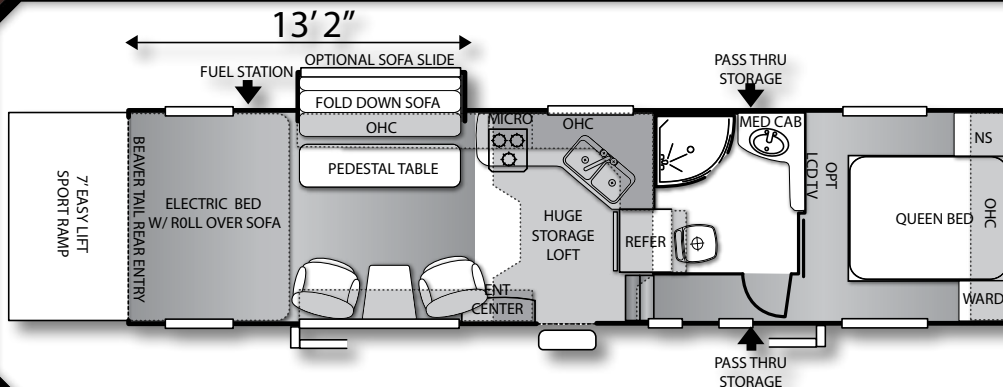 13' 2"
OPTIONAL SOFA SLIDE
FUEL STATION
FOLD DOWN SOFA
OHC
PEDESTAL TABLE
7' EASY LIFT
SPORT RAMP
BEAVER TAIL REAR ENTRY
ELECTRIC BED
W/ ROLL OVER SOFA
MICRO
OHC
HUGE
STORAGE
LOFT
ENT
CENTER
REFER
PASS THRU
STORAGE
MED CAB
OPT
LCD TV
NS
QUEEN BED
OHC
WARD
PASS THRU
STORAGE